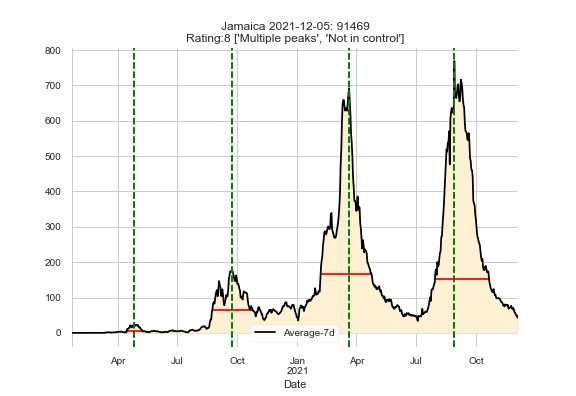 Jamaica 2021-12-05: 91469
Rating:8 ['Multiple peaks', 'Not in control']
800
700
600
500
400
300
200
100
0
Average-7d
Apr Jul Oct Jan Apr Jul Oct
2021
Date